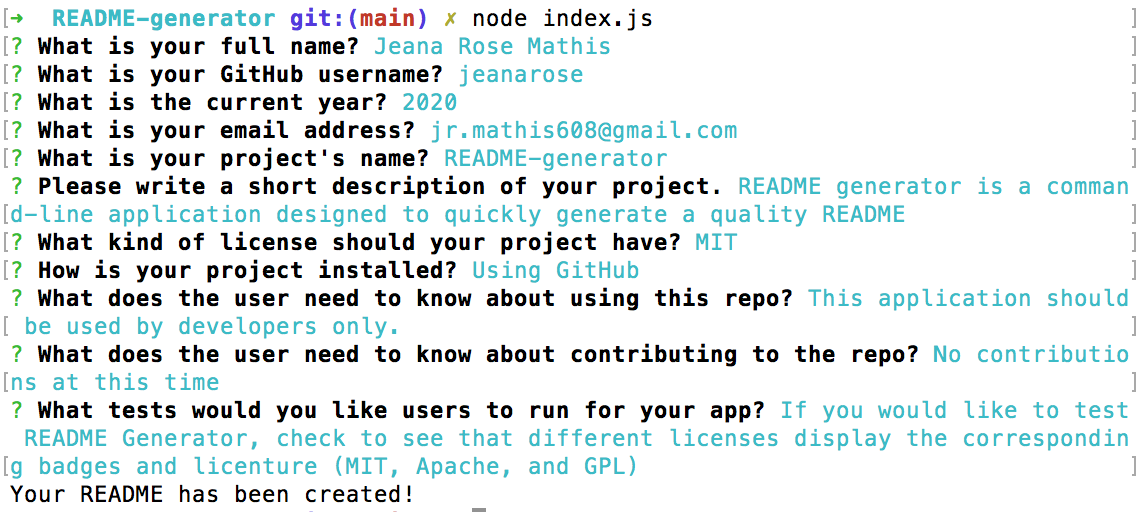 [➜  README-generator git:(main) ✗ node index.js ]
[? What is your full name? Jeana Rose Mathis ]
[? What is your GitHub username? jeanarose ]
[? What is the current year? 2020 ]
[? What is your email address? jr.mathis608@gmail.com ]
[? What is your project's name? README-generator ]
? Please write a short description of your project. README generator is a comman
[d-line application designed to quickly generate a quality README ]
[? What kind of license should your project have? MIT ]
[? How is your project installed? Using GitHub ]
? What does the user need to know about using this repo? This application should
[ be used by developers only. ]
? What does the user need to know about contributing to the repo? No contributio
[ns at this time ]
? What tests would you like users to run for your app? If you would like to test
 README Generator, check to see that different licenses display the correspondin
[g badges and licenture (MIT, Apache, and GPL) ]
Your README has been created!